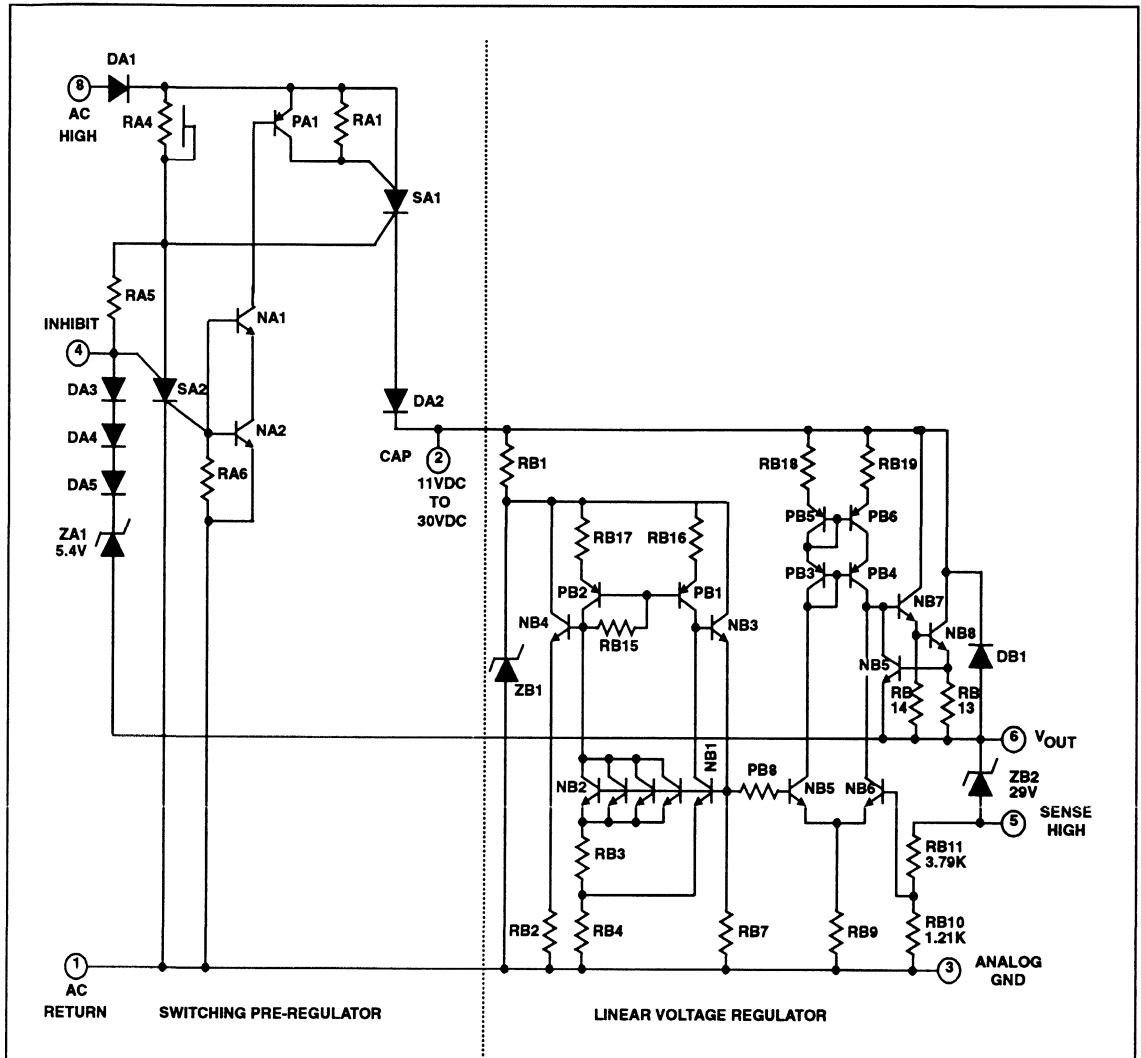 DA1
8
AC
HIGH
RA4
PA1
RA1
SA1
RA5
INHIBIT
4
NA1
DA3
SA2
DA4
NA2
DA5
RA6
ZA1
5.4V
DA2
CAP
2
11VDC
TO
30VDC
RB1
RB18
RB19
RB17
RB16
PB5
PB6
PB2
PB1
PB3
PB4
NB4
RB15
NB3
NB7
NB8
NB5
DB1
ZB1
RB
14
RB
13
6
VOUT
NB1
NB2
PB8
NB5
NB6
ZB2
29V
5
SENSE
HIGH
RB3
RB11
3.79K
RB2
RB4
RB7
RB9
RB10
1.21K
1
AC
RETURN
3
ANALOG
GND
SWITCHING PRE-REGULATOR
LINEAR VOLTAGE REGULATOR